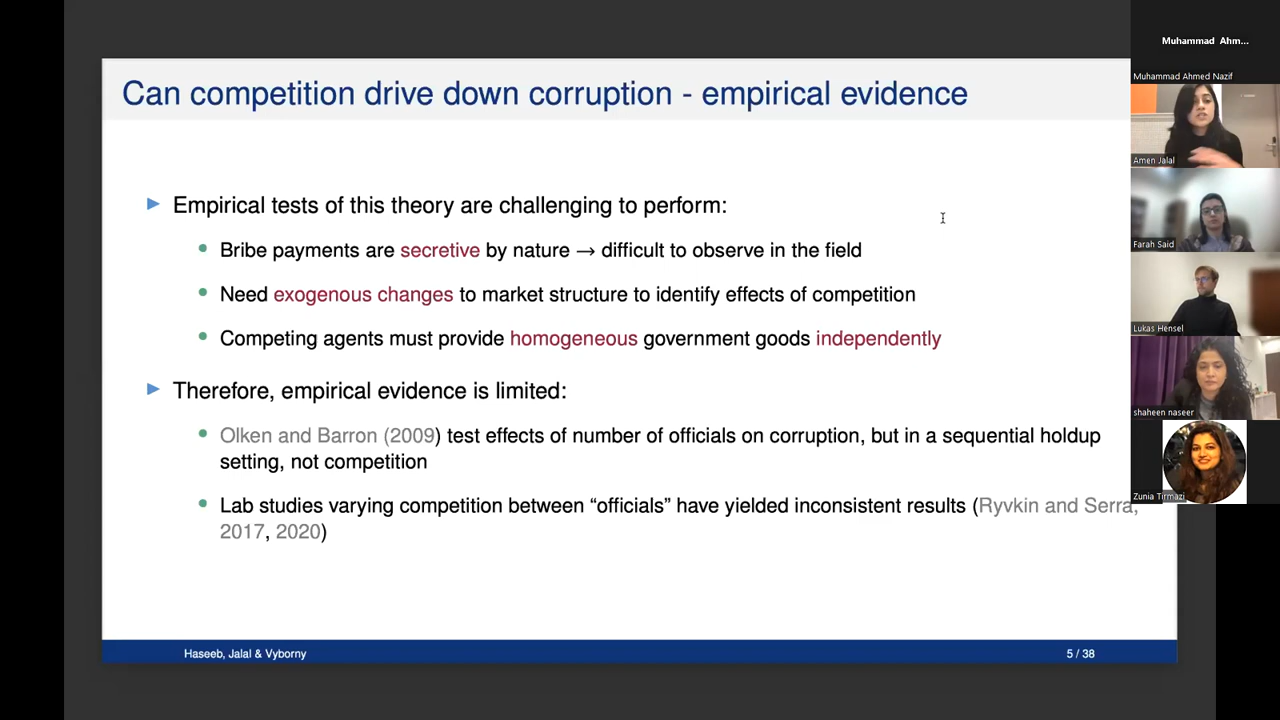 Can competition drive down corruption - empirical evidence
Empirical tests of this theory are challenging to perform:
Bribe payments are secretive by nature → difficult to observe in the field
Need exogenous changes to market structure to identify effects of competition
Competing agents must provide homogeneous government goods independently
Therefore, empirical evidence is limited:
Olken and Barron (2009) test effects of number of officials on corruption, but in a sequential holdup
setting, not competition
Lab studies varying competition between “officials” have yielded inconsistent results (Ryvkin and Serra,
2017, 2020)
Haseeb, Jalal & Vyborny
5 / 38
Muhammad Ahm...
Muhammad Ahmed Nazif
Amen Jalal
Farah Said
Lukas Hensel
shaheen naseer
Zunia Tirmazi